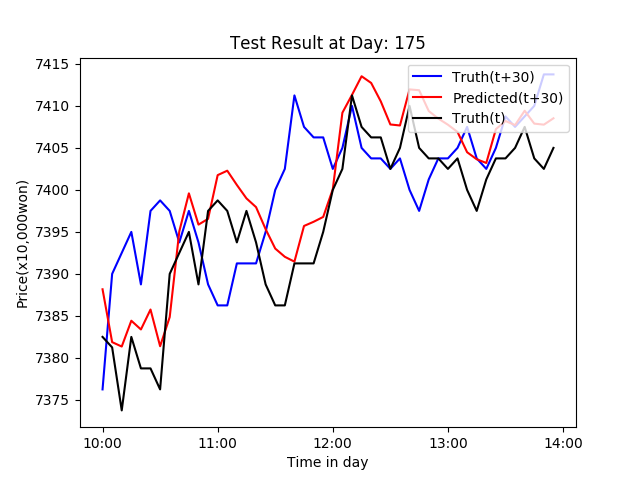 Test Result at Day: 175
Price(x10,000won)
7415
7410
7405
7400
7395
7390
7385
7380
7375
Truth(t+30)
Predicted(t+30)
Truth(t)
10:00 11:00 12:00 13:00 14:00
Time in day